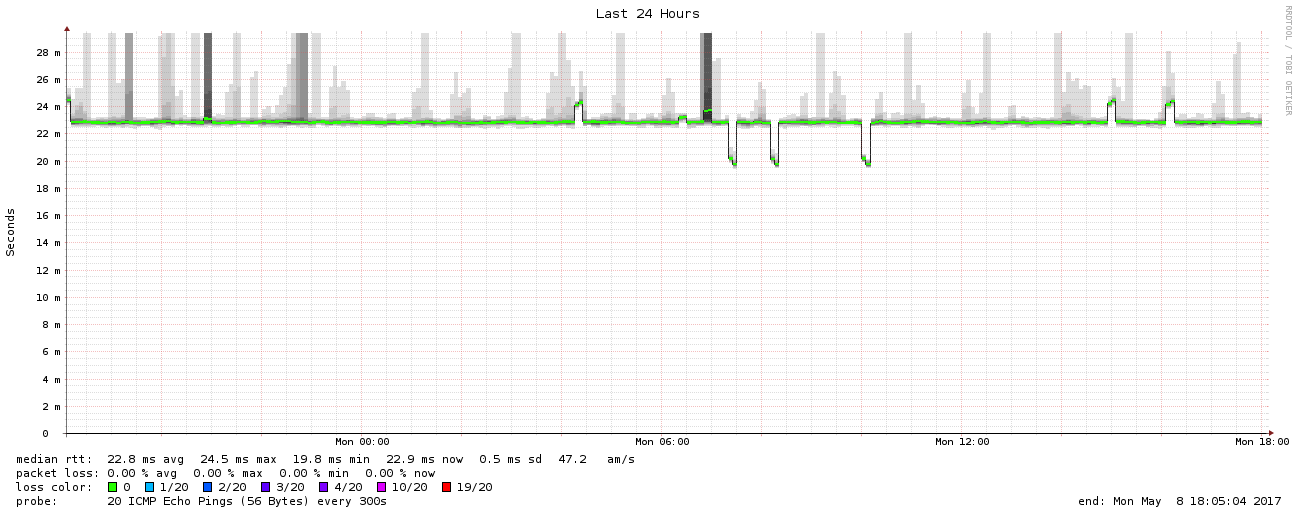 Last 24 Hours
RRDTOOL / TOBI OETIKER
Seconds
28 m
26 m
24 m
22 m
20 m
18 m
16 m
14 m
12 m
10 m
8 m
6 m
4 m
2 m
0
Mon 00:00 Mon 06:00 Mon 12:00 Mon 18:00
median rtt: 22.8 ms avg 24.5 ms max 19.8 ms min 22.9 ms now 0.5 ms sd 47.2 am/s
packet loss: 0.00 % avg 0.00 % max 0.00 % min 0.00 % now
loss color: 0 1/20 2/20 3/20 4/20 10/20 19/20
probe: 20 ICMP Echo Pings (56 Bytes) every 300s end: Mon May 8 18:05:04 2017